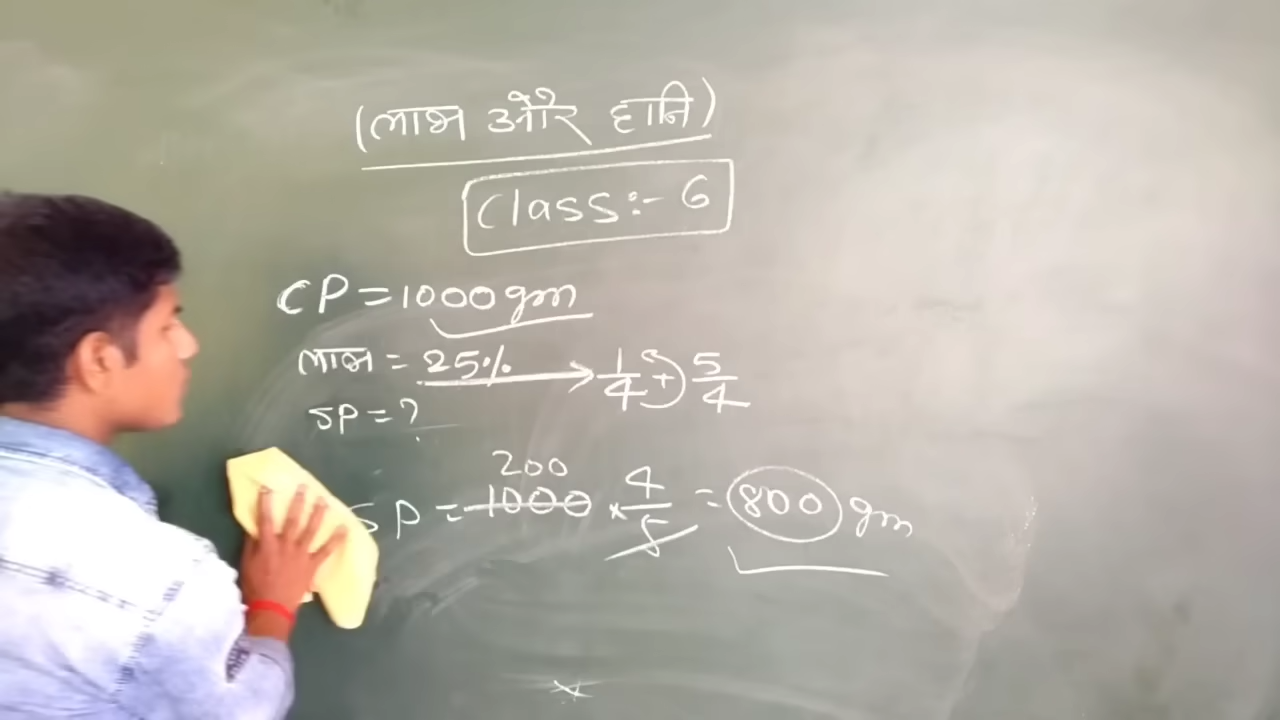 (लाभ और हानि)
Class:- 6
CP = 1000 gm
लाभ = 25% → 1/4 + 5/4
SP = ?
200
SP = 1000 × 4/5 = 800 gm